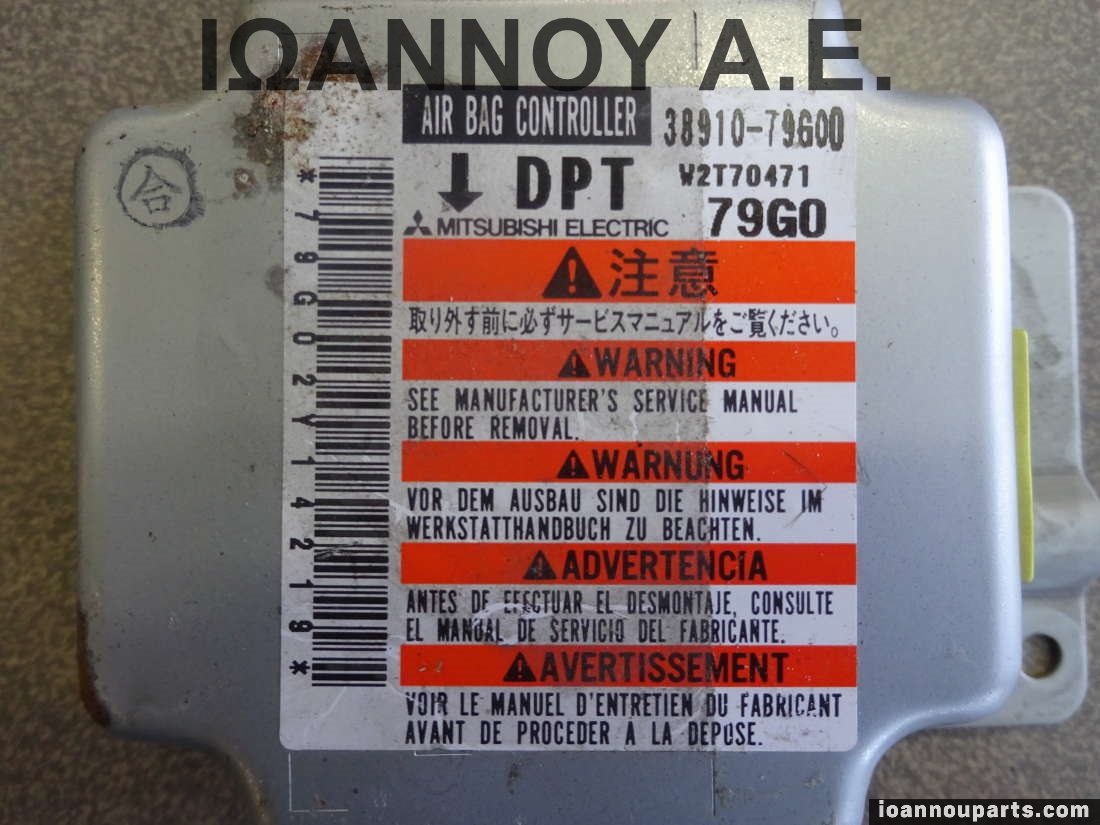 ΙΩΑΝΝΟΥ Α.Ε.
AIR BAG CONTROLLER 38910-79G00
DPT W2T70471
MITSUBISHI ELECTRIC 79G0
合
*79G02Y14219*
注意
取り外す前に必ずサービスマニュアルをご覧ください。
WARNING
SEE MANUFACTURER'S SERVICE MANUAL
BEFORE REMOVAL.
WARNUNG
VOR DEM AUSBAU SIND DIE HINWEISE IM
WERKSTATTHANDBUCH ZU BEACHTEN.
ADVERTENCIA
ANTES DE EFECTUAR EL DESMONTAJE, CONSULTE
EL MANUAL DE SERVICIO DEL FABRICANTE.
AVERTISSEMENT
VOIR LE MANUEL D'ENTRETIEN DU FABRICANT
AVANT DE PROCEDER À LA DEPOSE.
ioannouparts.com